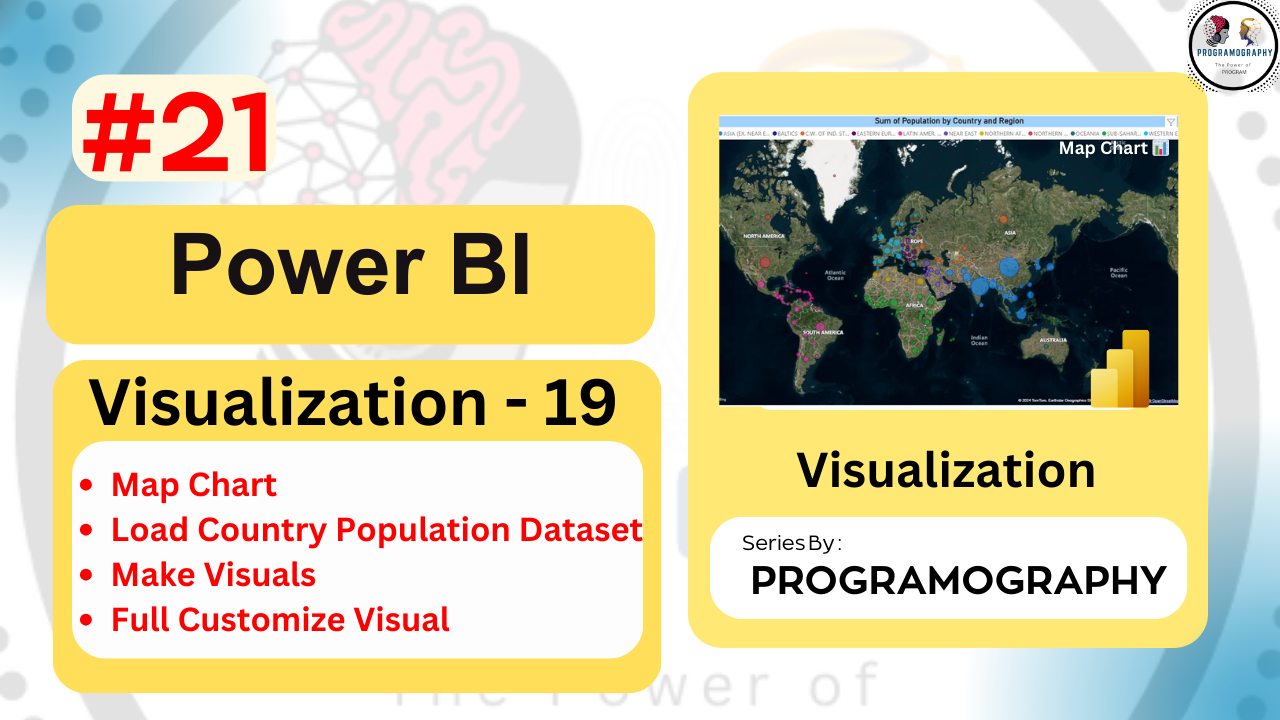 #21
Power BI
Visualization - 19
Map Chart
Load Country Population Dataset
Make Visuals
Full Customize Visual
PROGRAMOGRAPHY
The Power of
PROGRAM
Sum of Population by Country and Region
ASIA (EX. NEAR E... BALTICS C.W. OF IND. ST... EASTERN EUR... LATIN AMER. ... NEAR EAST NORTHERN AF... NORTHERN ... OCEANIA SUB-SAHAR... WESTERN E
Map Chart
NORTH AMERICA
ROPE
ASIA
Atlantic
Ocean
Pacific
Ocean
AFRICA
SOUTH AMERICA
Indian
Ocean
AUSTRALIA
© 2024 TomTom, Earthstar Geographics
OpenStreetMap
Visualization
Series By :
PROGRAMOGRAPHY
The Power of